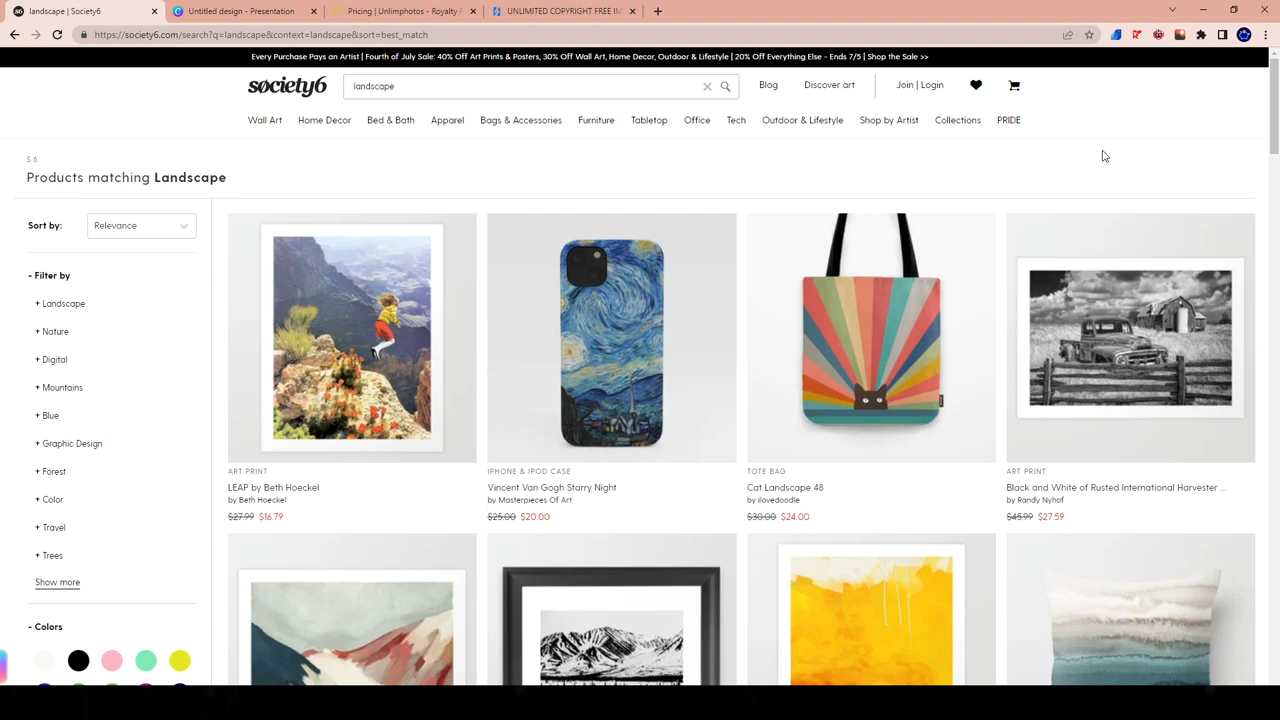 landscape | Society6
Untitled design - Presentation
Pricing | Unlimphotos - Royalty F
UNLIMITED COPYRIGHT FREE IM
https://society6.com/search?q=landscape&context=landscape&sort=best_match
Every Purchase Pays an Artist | Fourth of July Sale: 40% Off Art Prints & Posters, 30% Off Wall Art, Home Decor, Outdoor & Lifestyle | 20% Off Everything Else - Ends 7/5 | Shop the Sale >>
society6
landscape
Blog
Discover art
Join | Login
Wall Art
Home Decor
Bed & Bath
Apparel
Bags & Accessories
Furniture
Tabletop
Office
Tech
Outdoor & Lifestyle
Shop by Artist
Collections
PRIDE
S6
Products matching Landscape
Sort by:
Relevance
- Filter by
+ Landscape
+ Nature
+ Digital
+ Mountains
+ Blue
+ Graphic Design
+ Forest
+ Color
+ Travel
+ Trees
Show more
- Colors
ART PRINT
LEAP by Beth Hoeckel
by Beth Hoeckel
$27.99 $16.79
IPHONE & IPOD CASE
Vincent Van Gogh Starry Night
by Masterpieces Of Art
$25.00 $20.00
TOTE BAG
Cat Landscape 48
by ilovedoodle
$30.00 $24.00
ART PRINT
Black and White of Rusted International Harvester ...
by Randy Nyhof
$45.99 $27.59